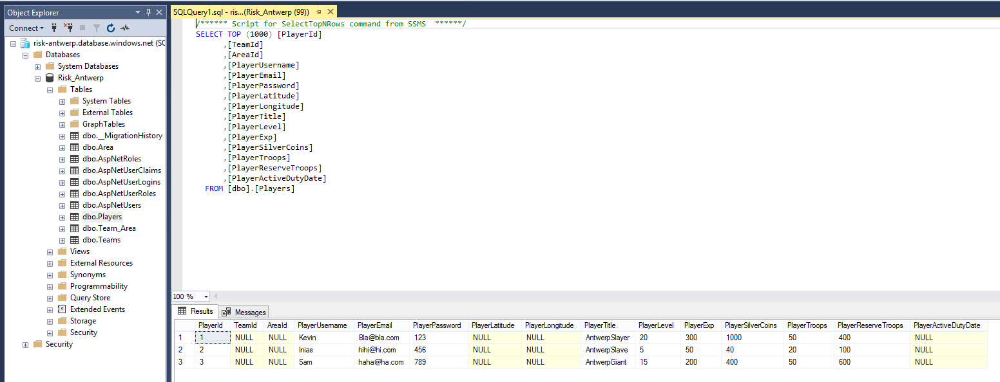 Object Explorer
Connect
risk-antwerp.database.windows.net (SC
Databases
System Databases
Risk_Antwerp
Tables
System Tables
External Tables
GraphTables
dbo.__MigrationHistory
dbo.Area
dbo.AspNetRoles
dbo.AspNetUserClaims
dbo.AspNetUserLogins
dbo.AspNetUserRoles
dbo.AspNetUsers
dbo.Players
dbo.Team_Area
dbo.Teams
Views
External Resources
Synonyms
Programmability
Query Store
Extended Events
Storage
Security
Security
SQLQuery1.sql - ris...(Risk_Antwerp (99))
/****** Script for SelectTopNRows command from SSMS  ******/
SELECT TOP (1000) [PlayerId]
,[TeamId]
,[AreaId]
,[PlayerUsername]
,[PlayerEmail]
,[PlayerPassword]
,[PlayerLatitude]
,[PlayerLongitude]
,[PlayerTitle]
,[PlayerLevel]
,[PlayerExp]
,[PlayerSilverCoins]
,[PlayerTroops]
,[PlayerReserveTroops]
,[PlayerActiveDutyDate]
FROM [dbo].[Players]
100 %
Results Messages
PlayerId TeamId AreaId PlayerUsername PlayerEmail PlayerPassword PlayerLatitude PlayerLongitude PlayerTitle PlayerLevel PlayerExp PlayerSilverCoins PlayerTroops PlayerReserveTroops PlayerActiveDutyDate
1 1 NULL NULL Kevin Bla@bla.com 123 NULL NULL AntwerpSlayer 20 300 1000 50 400 NULL
2 2 NULL NULL Inias hihi@hi.com 456 NULL NULL AntwerpSlave 5 50 40 20 100 NULL
3 3 NULL NULL Sam haha@ha.com 789 NULL NULL AntwerpGiant 15 200 400 50 600 NULL